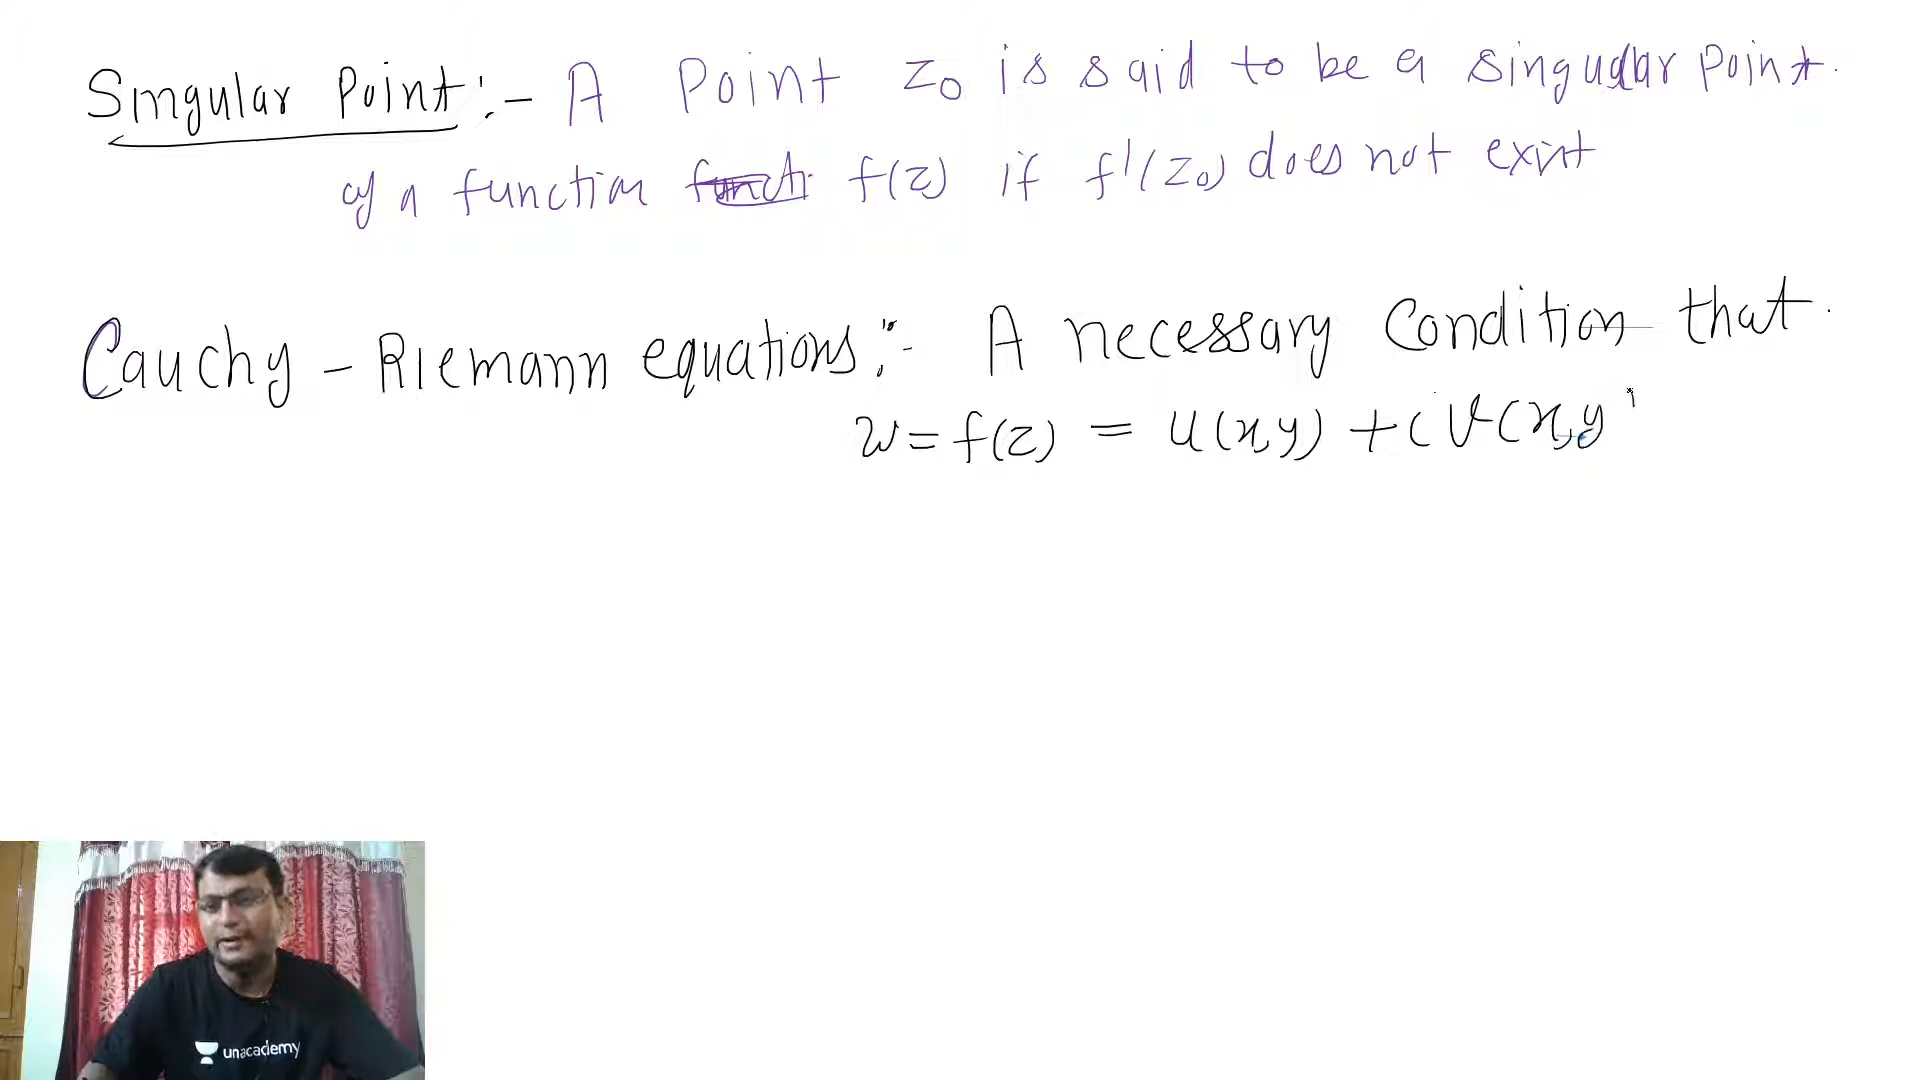 Singular Point :- A Point z₀ is said to be a singular point.
of a function functi f(z) if f'(z₀) does not exist
Cauchy - Riemann equations :- A necessary condition that.
w = f(z) = u(x,y) + i v(x,y)
unacademy